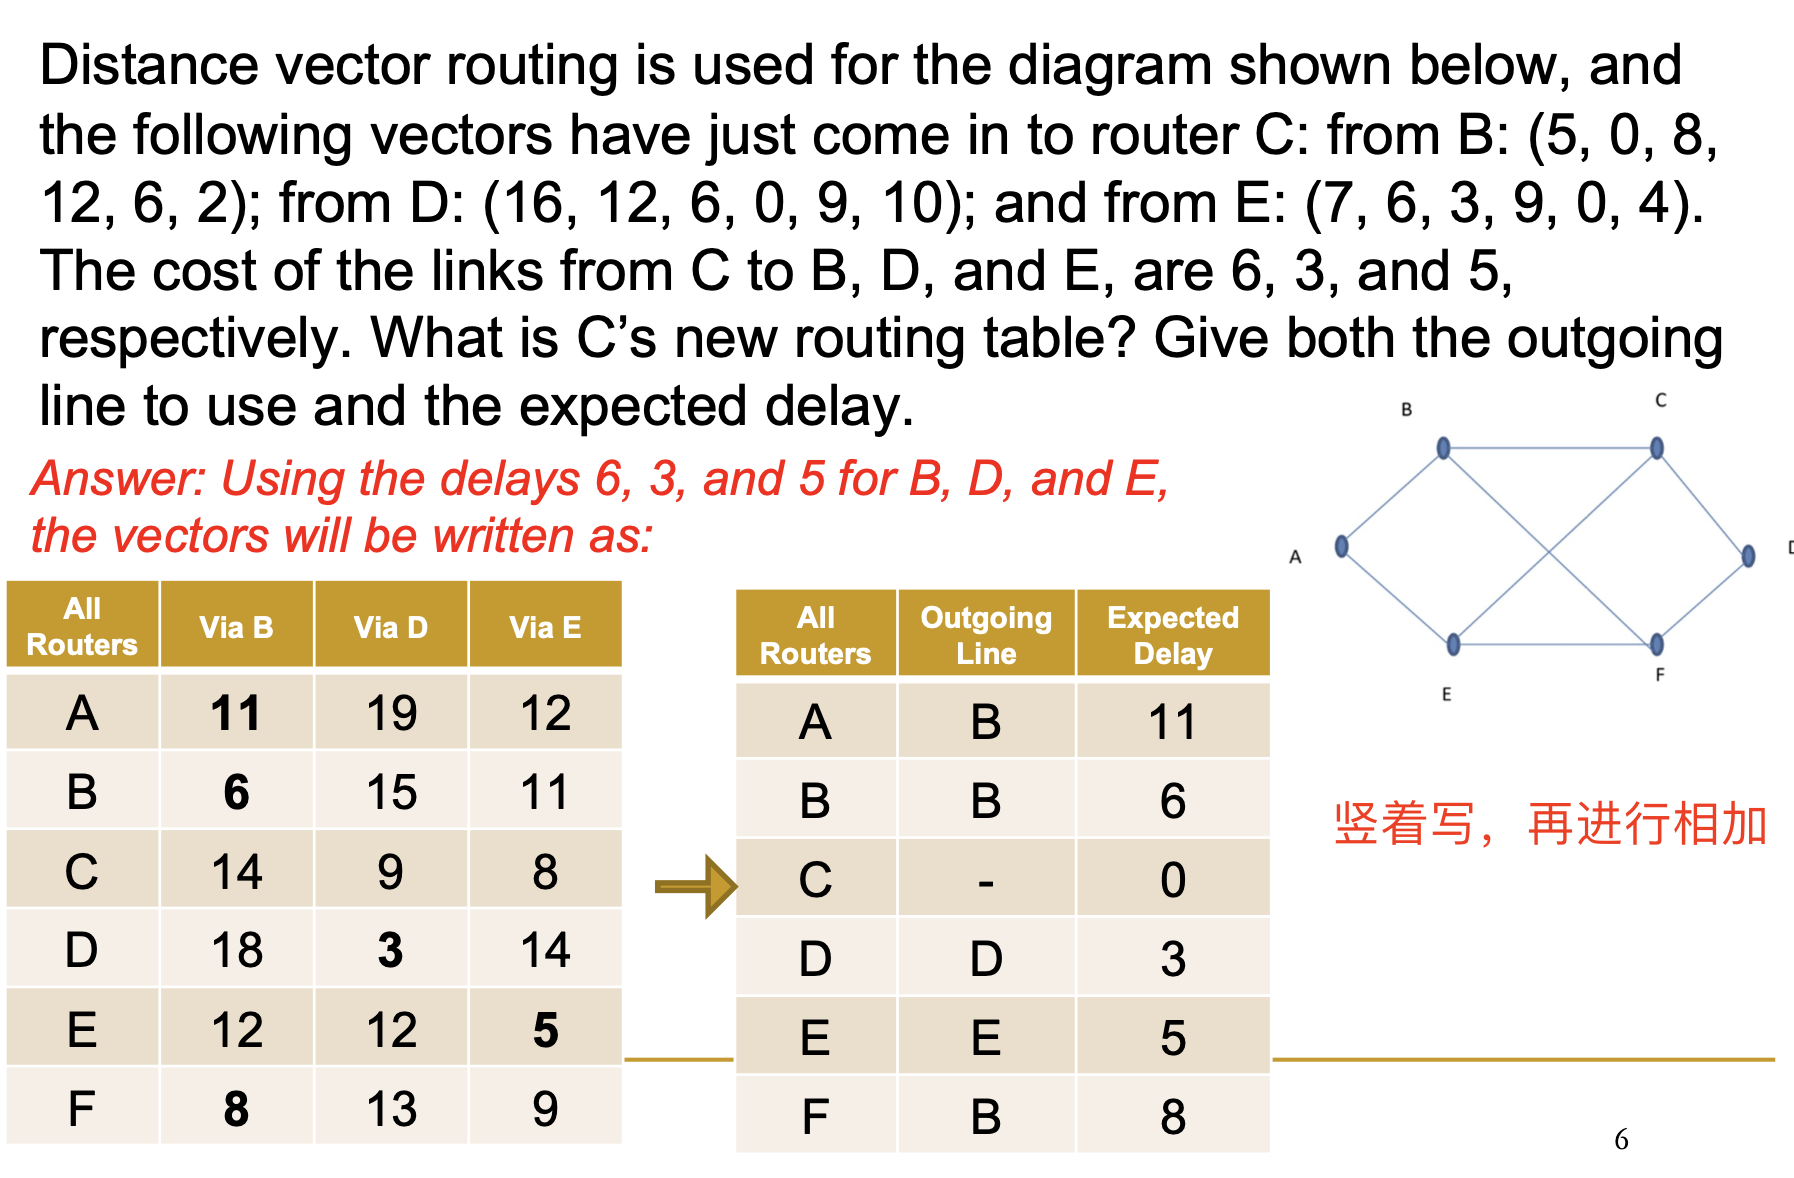 Distance vector routing is used for the diagram shown below, and
the following vectors have just come in to router C: from B: (5, 0, 8,
12, 6, 2); from D: (16, 12, 6, 0, 9, 10); and from E: (7, 6, 3, 9, 0, 4).
The cost of the links from C to B, D, and E, are 6, 3, and 5,
respectively. What is C’s new routing table? Give both the outgoing
line to use and the expected delay.
Answer: Using the delays 6, 3, and 5 for B, D, and E,
the vectors will be written as:
All Routers Via B Via D Via E
A 11 19 12
B 6 15 11
C 14 9 8
D 18 3 14
E 12 12 5
F 8 13 9
All Routers Outgoing Line Expected Delay
A B 11
B B 6
C - 0
D D 3
E E 5
F B 8
B
C
A
E
F
竖着写，再进行相加
6